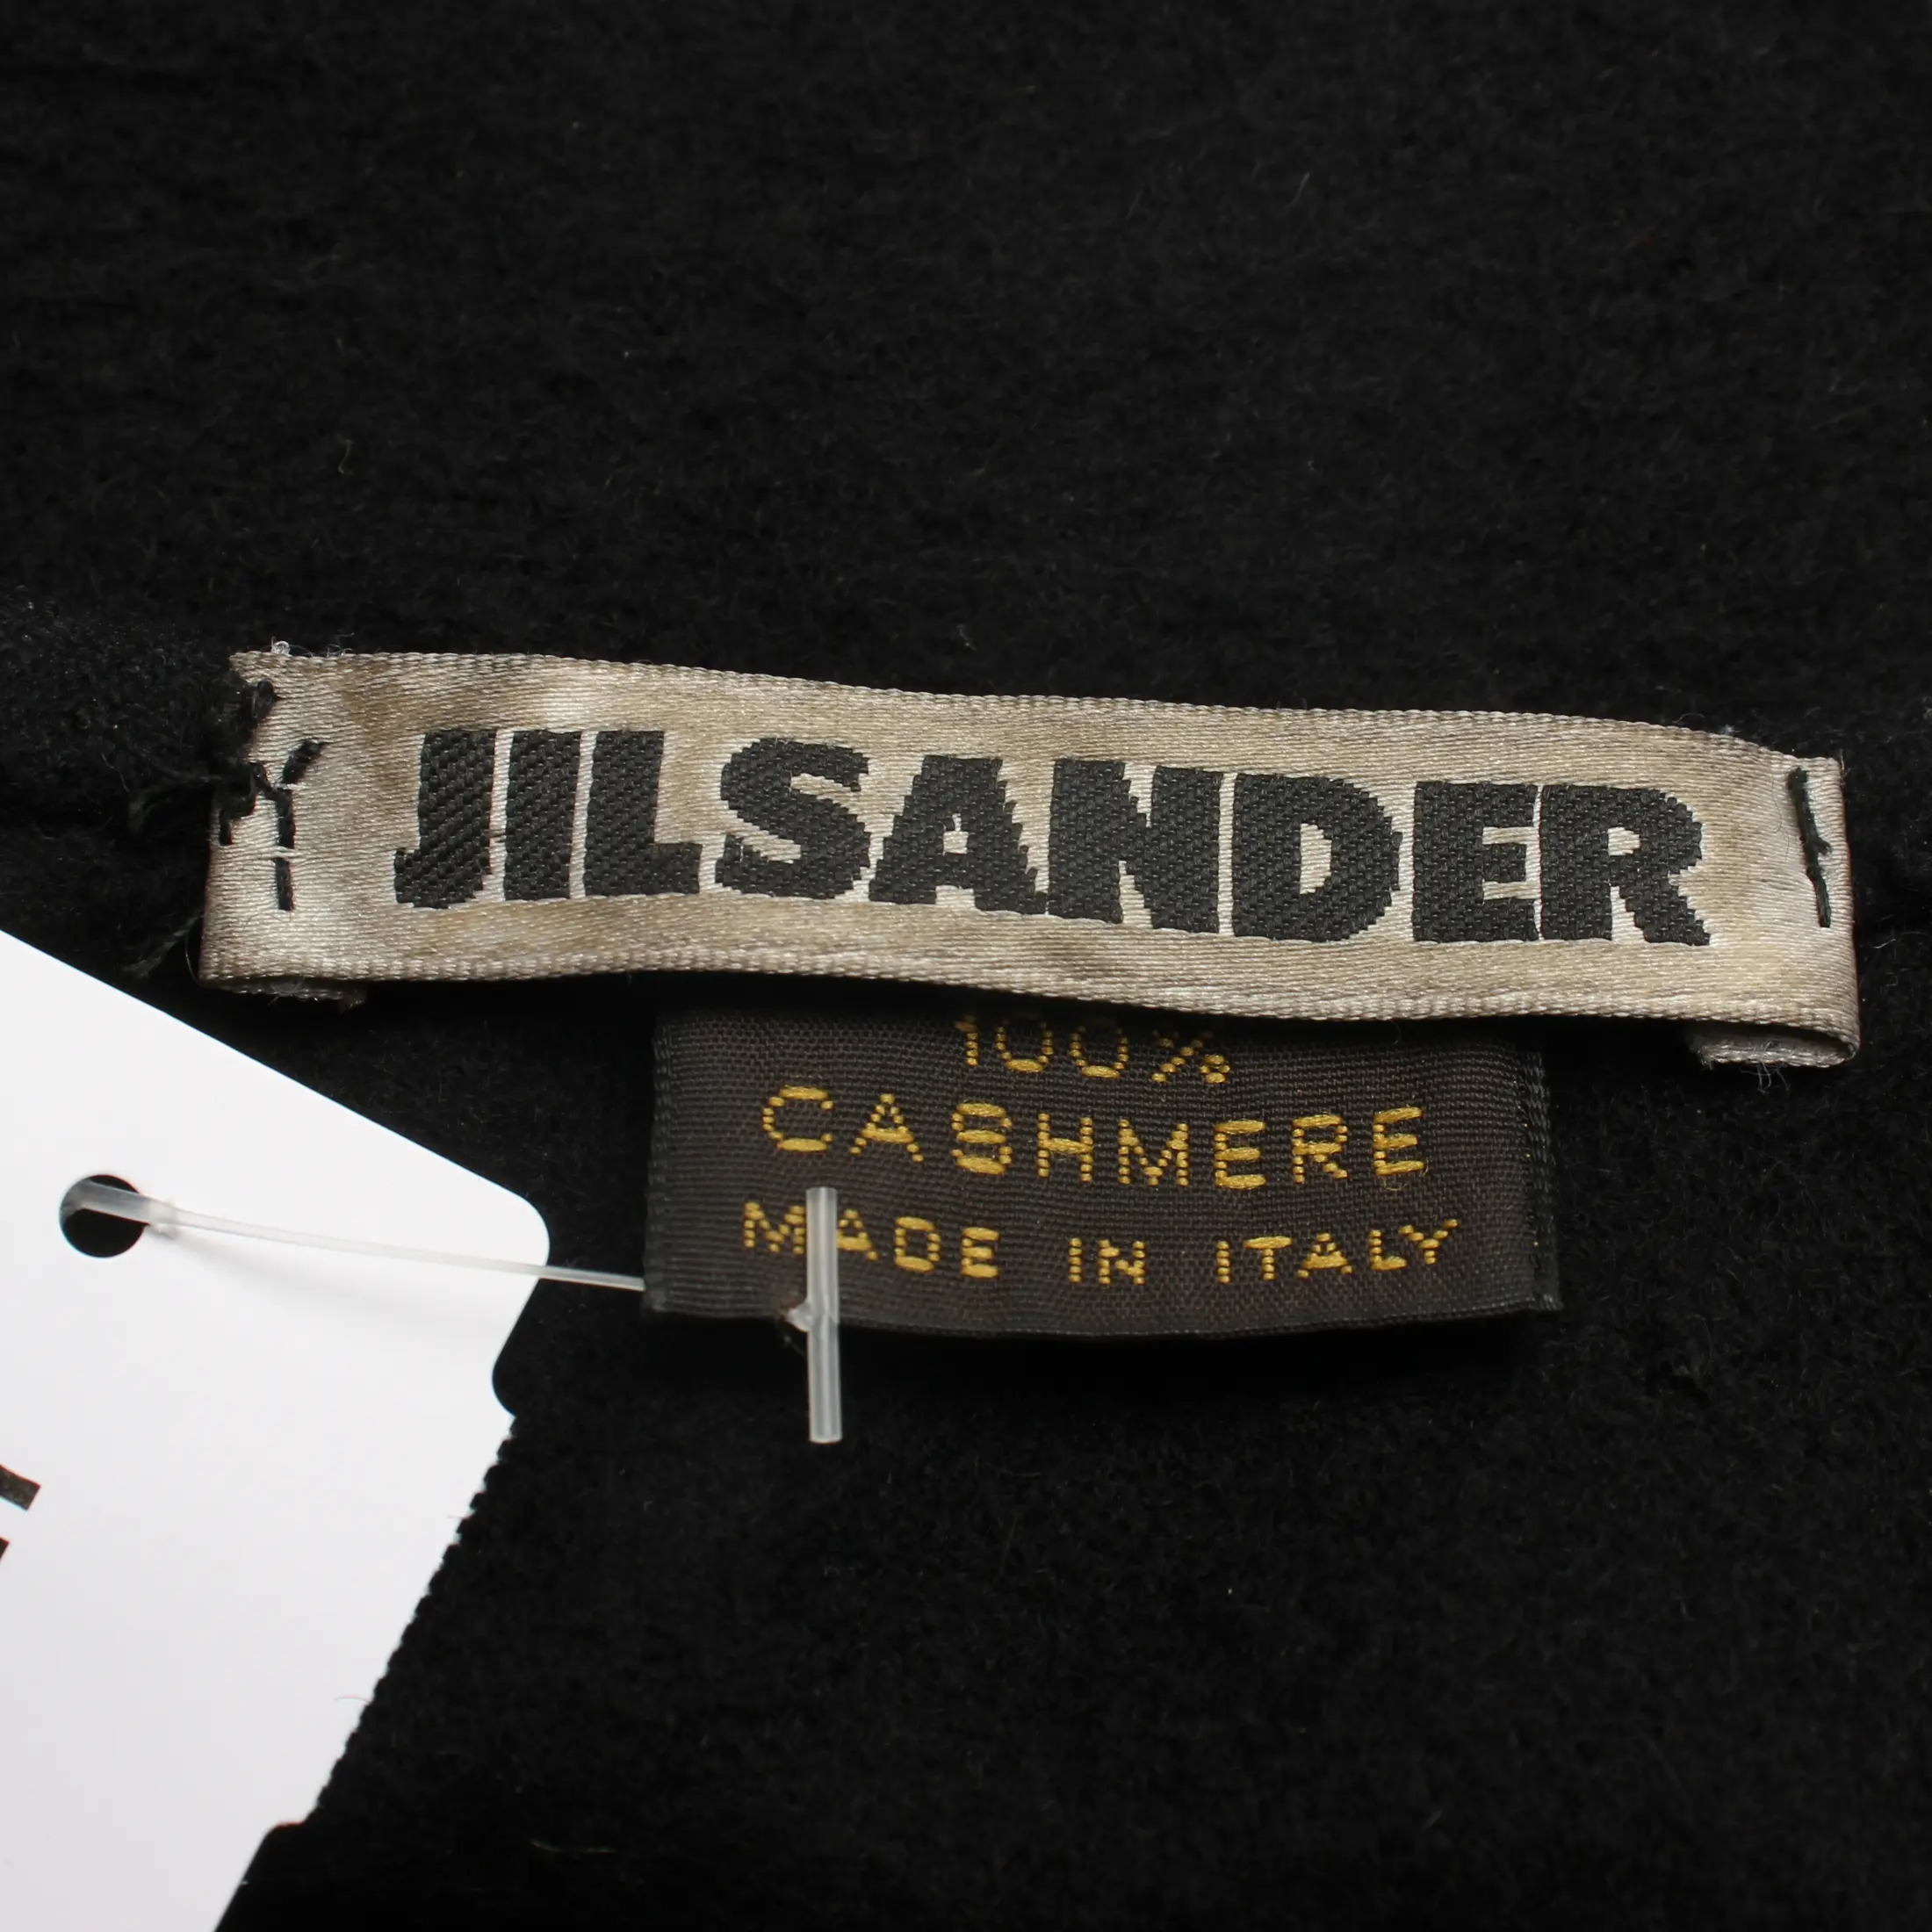 JILSANDER
100%
CASHMERE
MADE IN ITALY